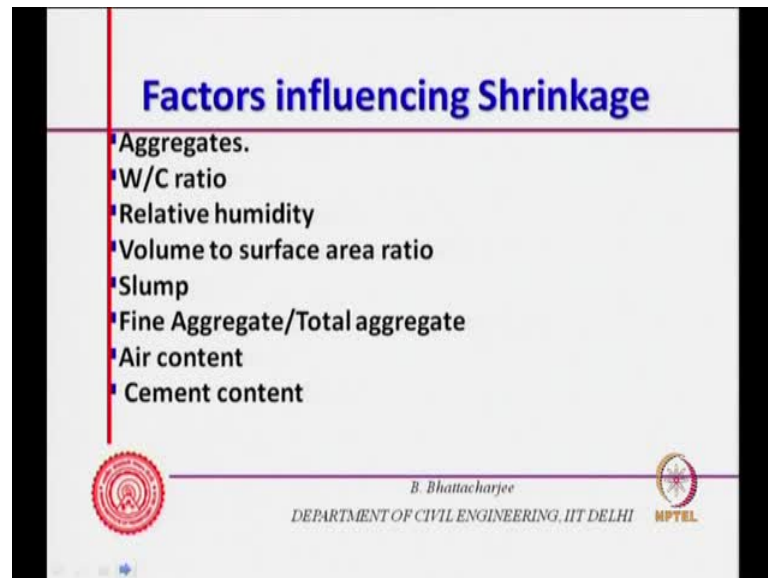 Factors influencing Shrinkage
Aggregates.
W/C ratio
Relative humidity
Volume to surface area ratio
Slump
Fine Aggregate/Total aggregate
Air content
Cement content
B. Bhattacharjee
DEPARTMENT OF CIVIL ENGINEERING, IIT DELHI
NPTEL